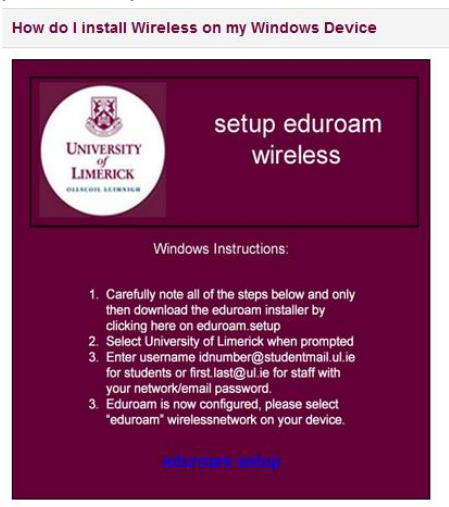 How do I install Wireless on my Windows Device
UNIVERSITY
of
LIMERICK
OLLSCOIL LUIMNIGH
setup eduroam
wireless
Windows Instructions:
1. Carefully note all of the steps below and only
then download the eduroam installer by
clicking here on eduroam.setup
2. Select University of Limerick when prompted
3. Enter username idnumber@studentmail.ul.ie
for students or first.last@ul.ie for staff with
your network/email password.
3. Eduroam is now configured, please select
“eduroam” wirelessnetwork on your device.
eduroam setup